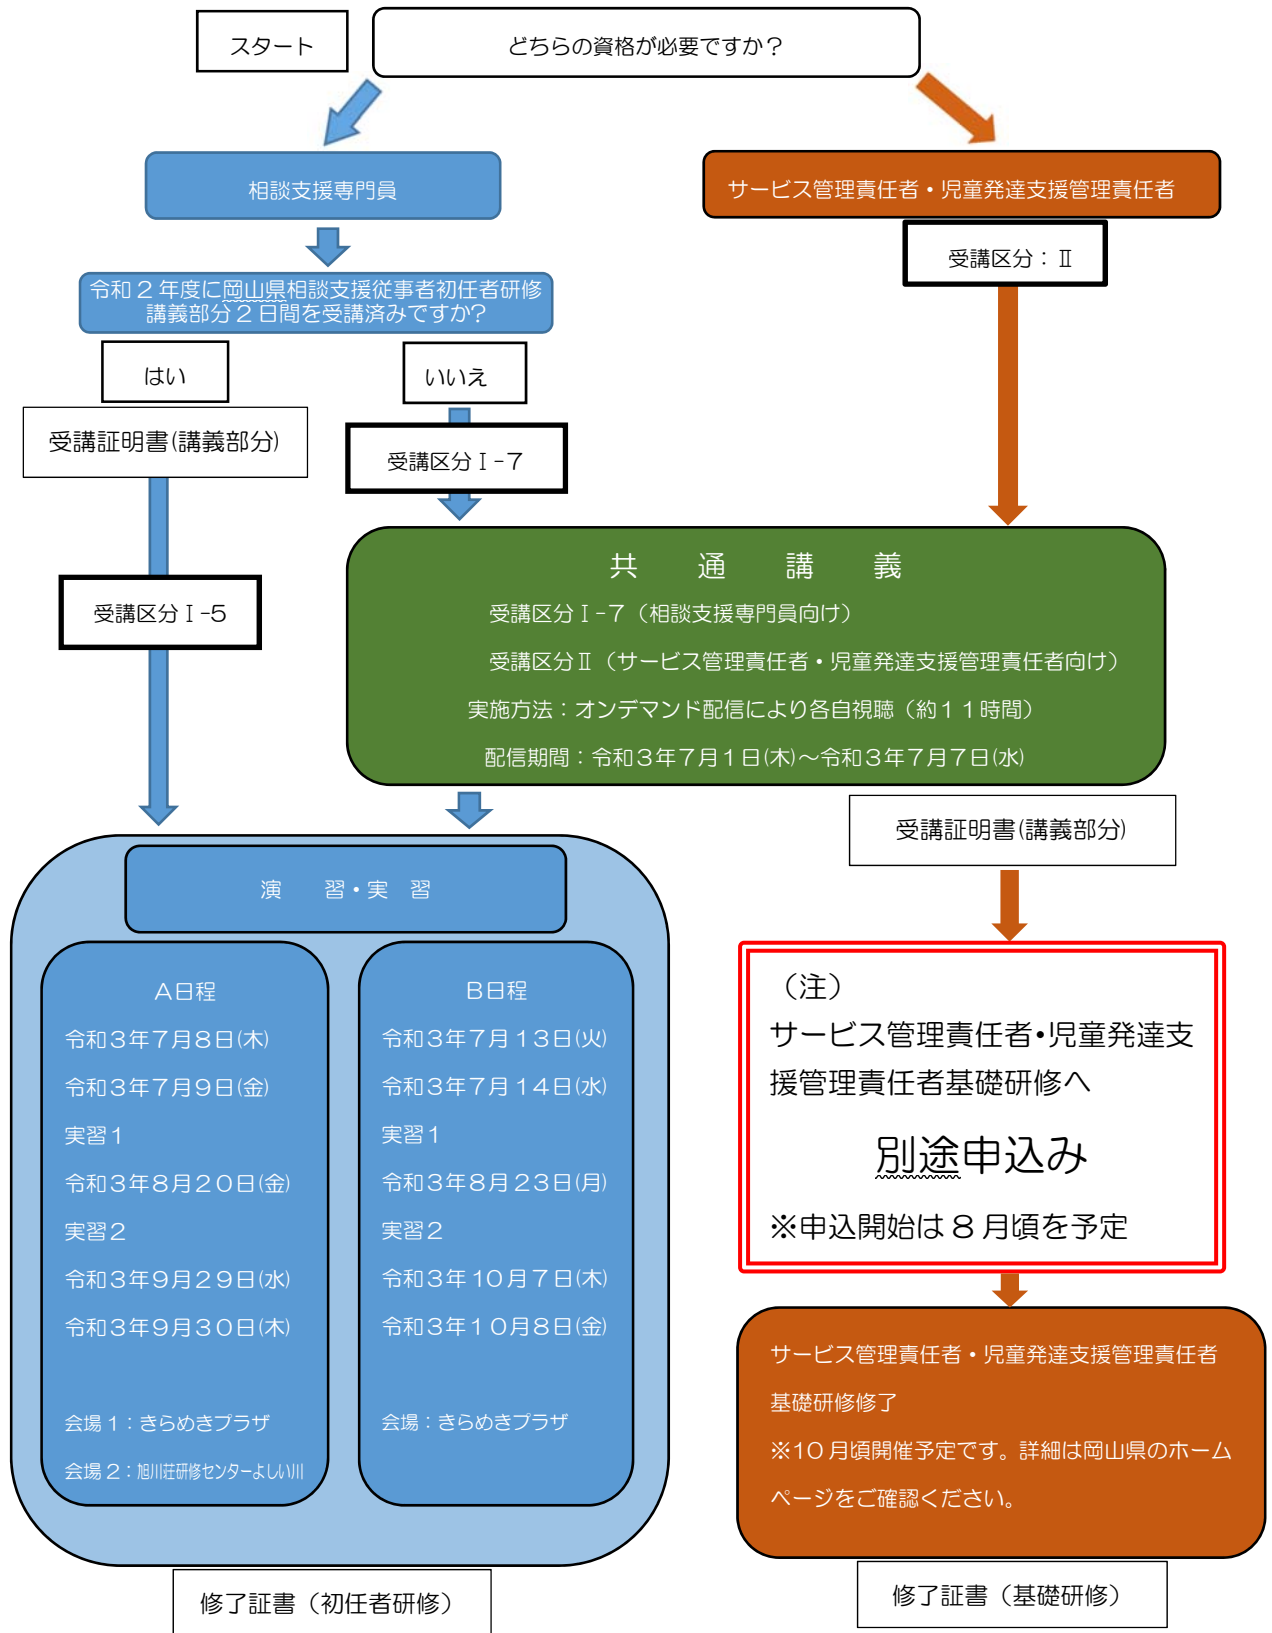 スタート
どちらの資格が必要ですか？
相談支援専門員
サービス管理責任者・児童発達支援管理責任者
受講区分：Ⅱ
令和２年度に岡山県相談支援従事者初任者研修
講義部分２日間を受講済みですか?
はい
いいえ
受講証明書(講義部分)
受講区分Ⅰ-7
受講区分Ⅰ-5
共　通　講　義
受講区分Ⅰ-7（相談支援専門員向け）
受講区分Ⅱ（サービス管理責任者・児童発達支援管理責任者向け）
実施方法：オンデマンド配信により各自視聴（約１１時間）
配信期間：令和３年７月１日(木)～令和３年７月７日(水)
受講証明書(講義部分)
演　習・実　習
A日程
令和３年７月８日(木)
令和３年７月９日(金)
実習１
令和３年８月２０日(金)
実習２
令和３年９月２９日(水)
令和３年９月３０日(木)
会場１：きらめきプラザ
会場２：旭川荘研修センターよしい川
B日程
令和３年７月１３日(火)
令和３年７月１４日(水)
実習１
令和３年８月２３日(月)
実習２
令和３年１０月７日(木)
令和３年１０月８日(金)
会場：きらめきプラザ
（注）
サービス管理責任者・児童発達支
援管理責任者基礎研修へ
別途申込み
※申込開始は８月頃を予定
サービス管理責任者・児童発達支援管理責任者
基礎研修修了
※10月頃開催予定です。詳細は岡山県のホーム
ページをご確認ください。
修了証書（初任者研修）
修了証書（基礎研修）